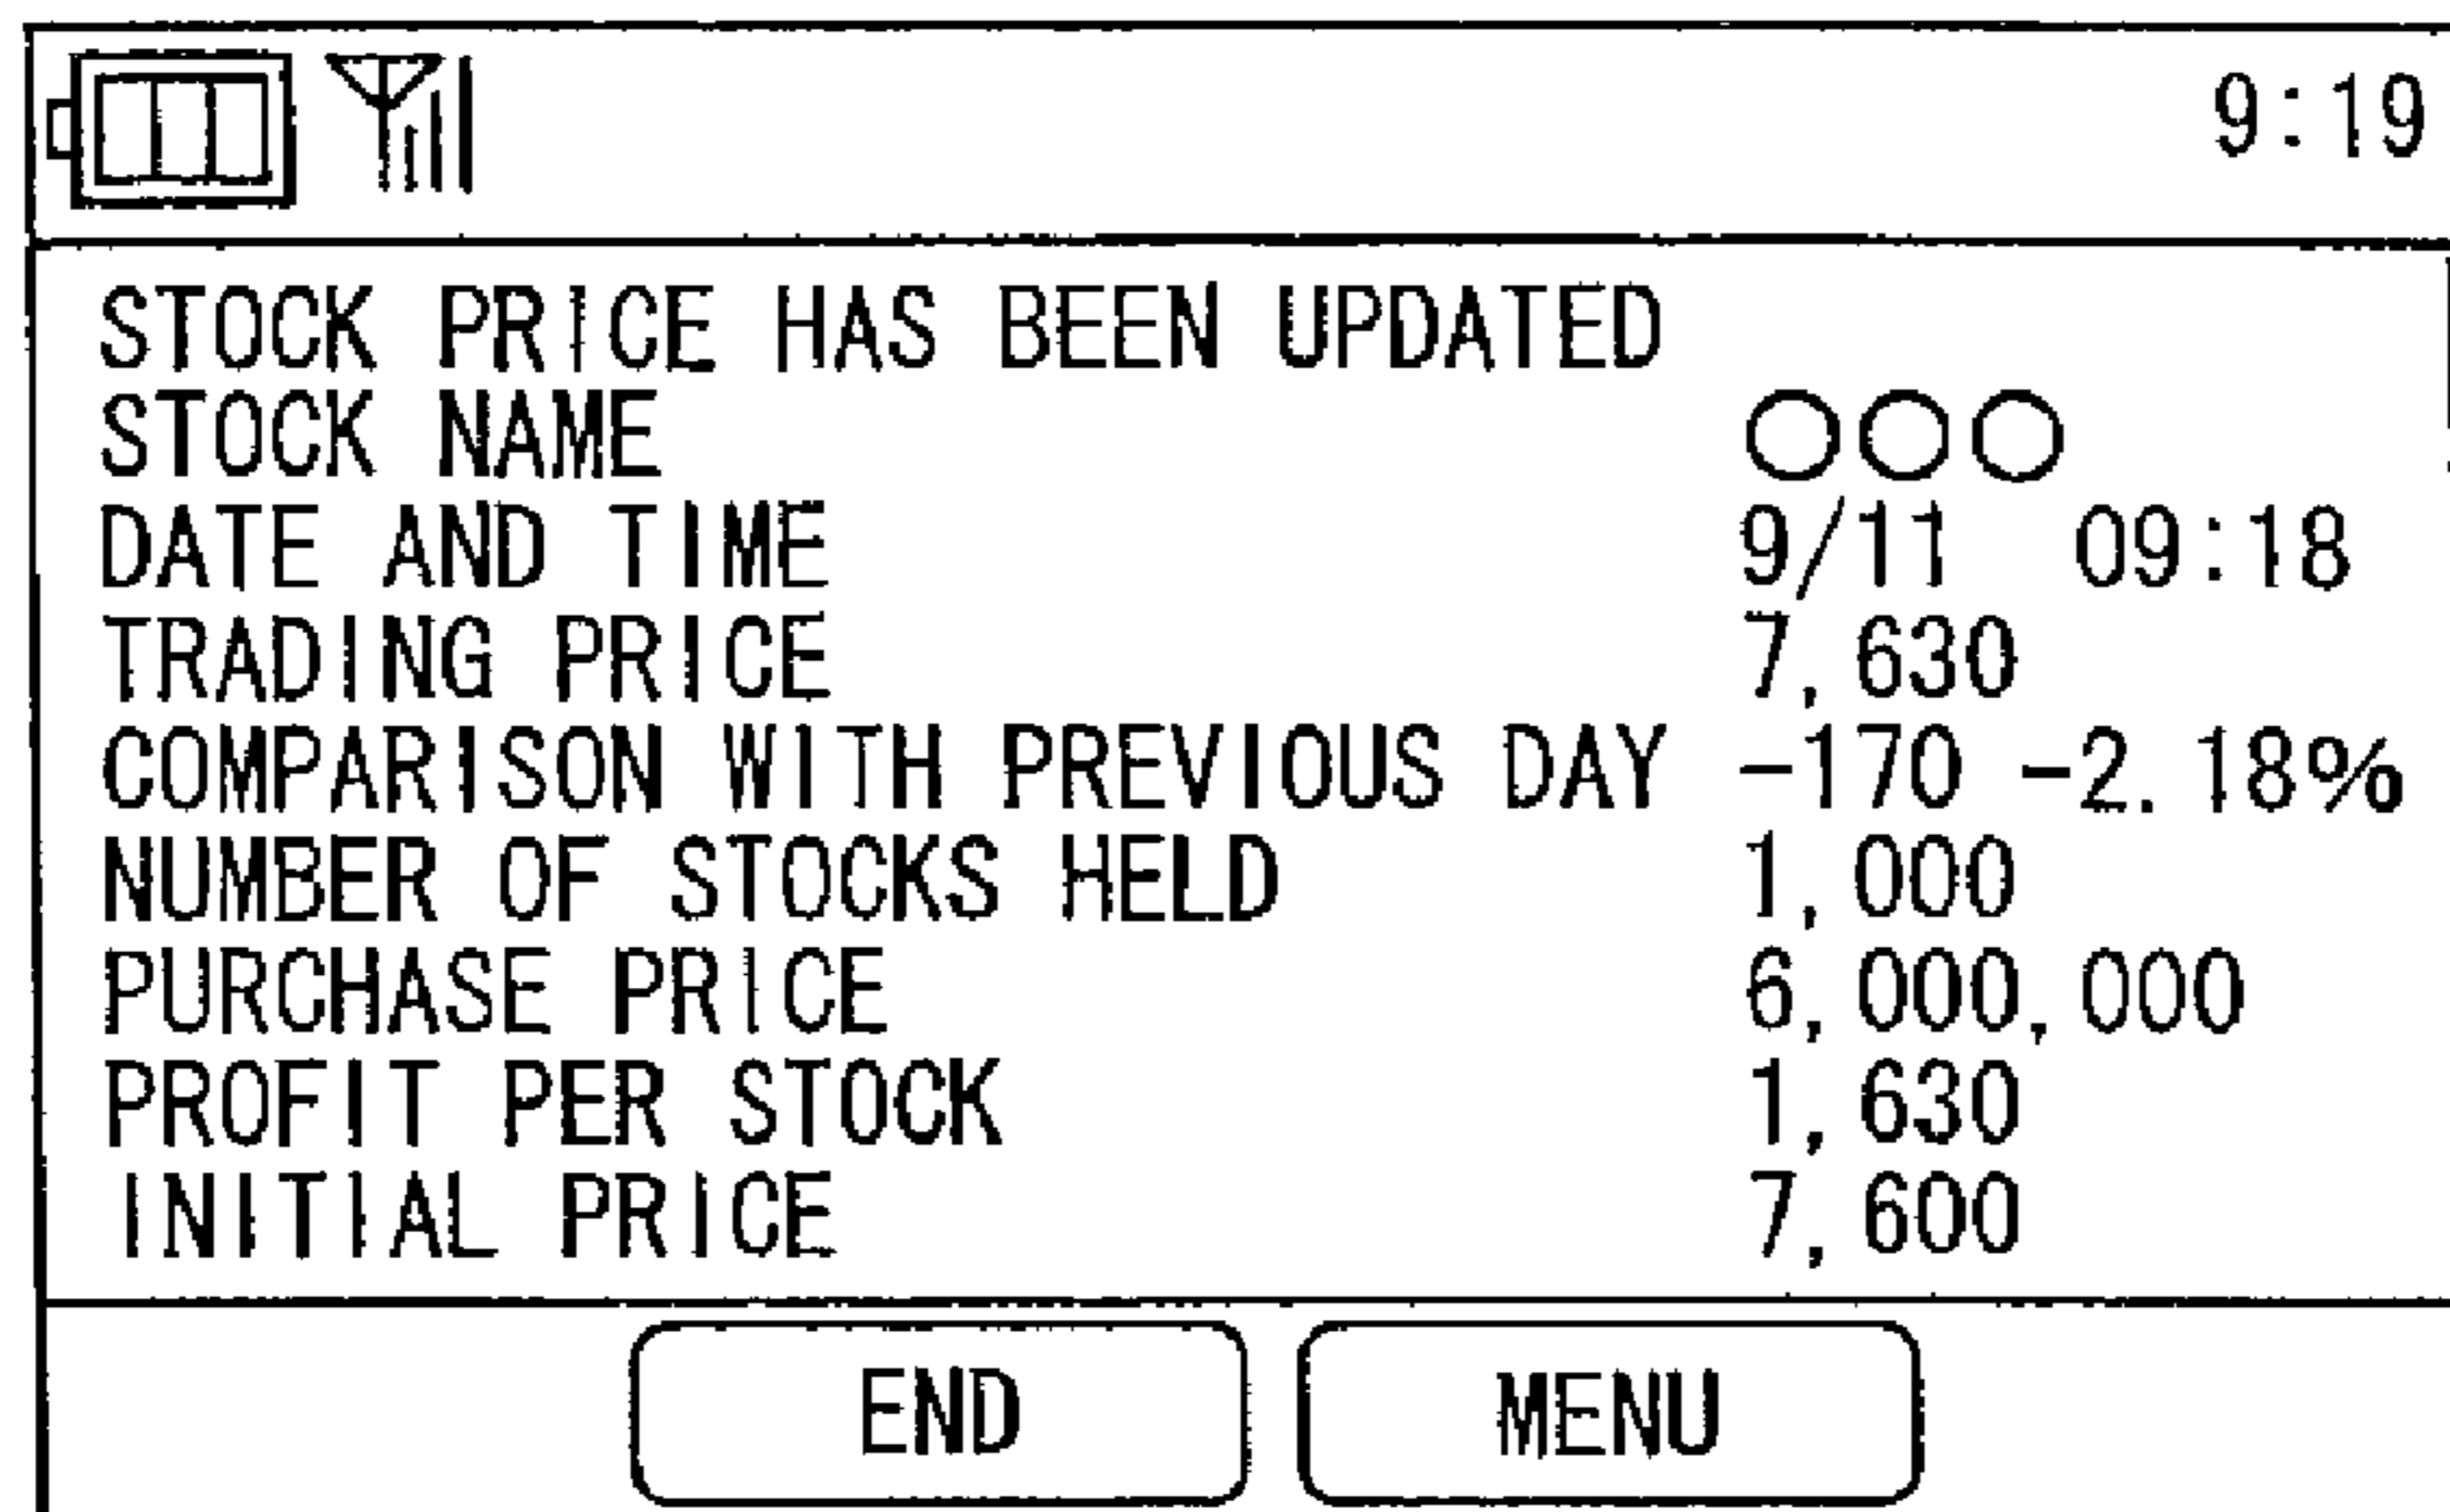 9:19
STOCK PRICE HAS BEEN UPDATED
STOCK NAME ○○○
DATE AND TIME 9/11 09:18
TRADING PRICE 7,630
COMPARISON WITH PREVIOUS DAY -170 -2.18%
NUMBER OF STOCKS HELD 1,000
PURCHASE PRICE 6,000,000
PROFIT PER STOCK 1,630
INITIAL PRICE 7,600
END MENU